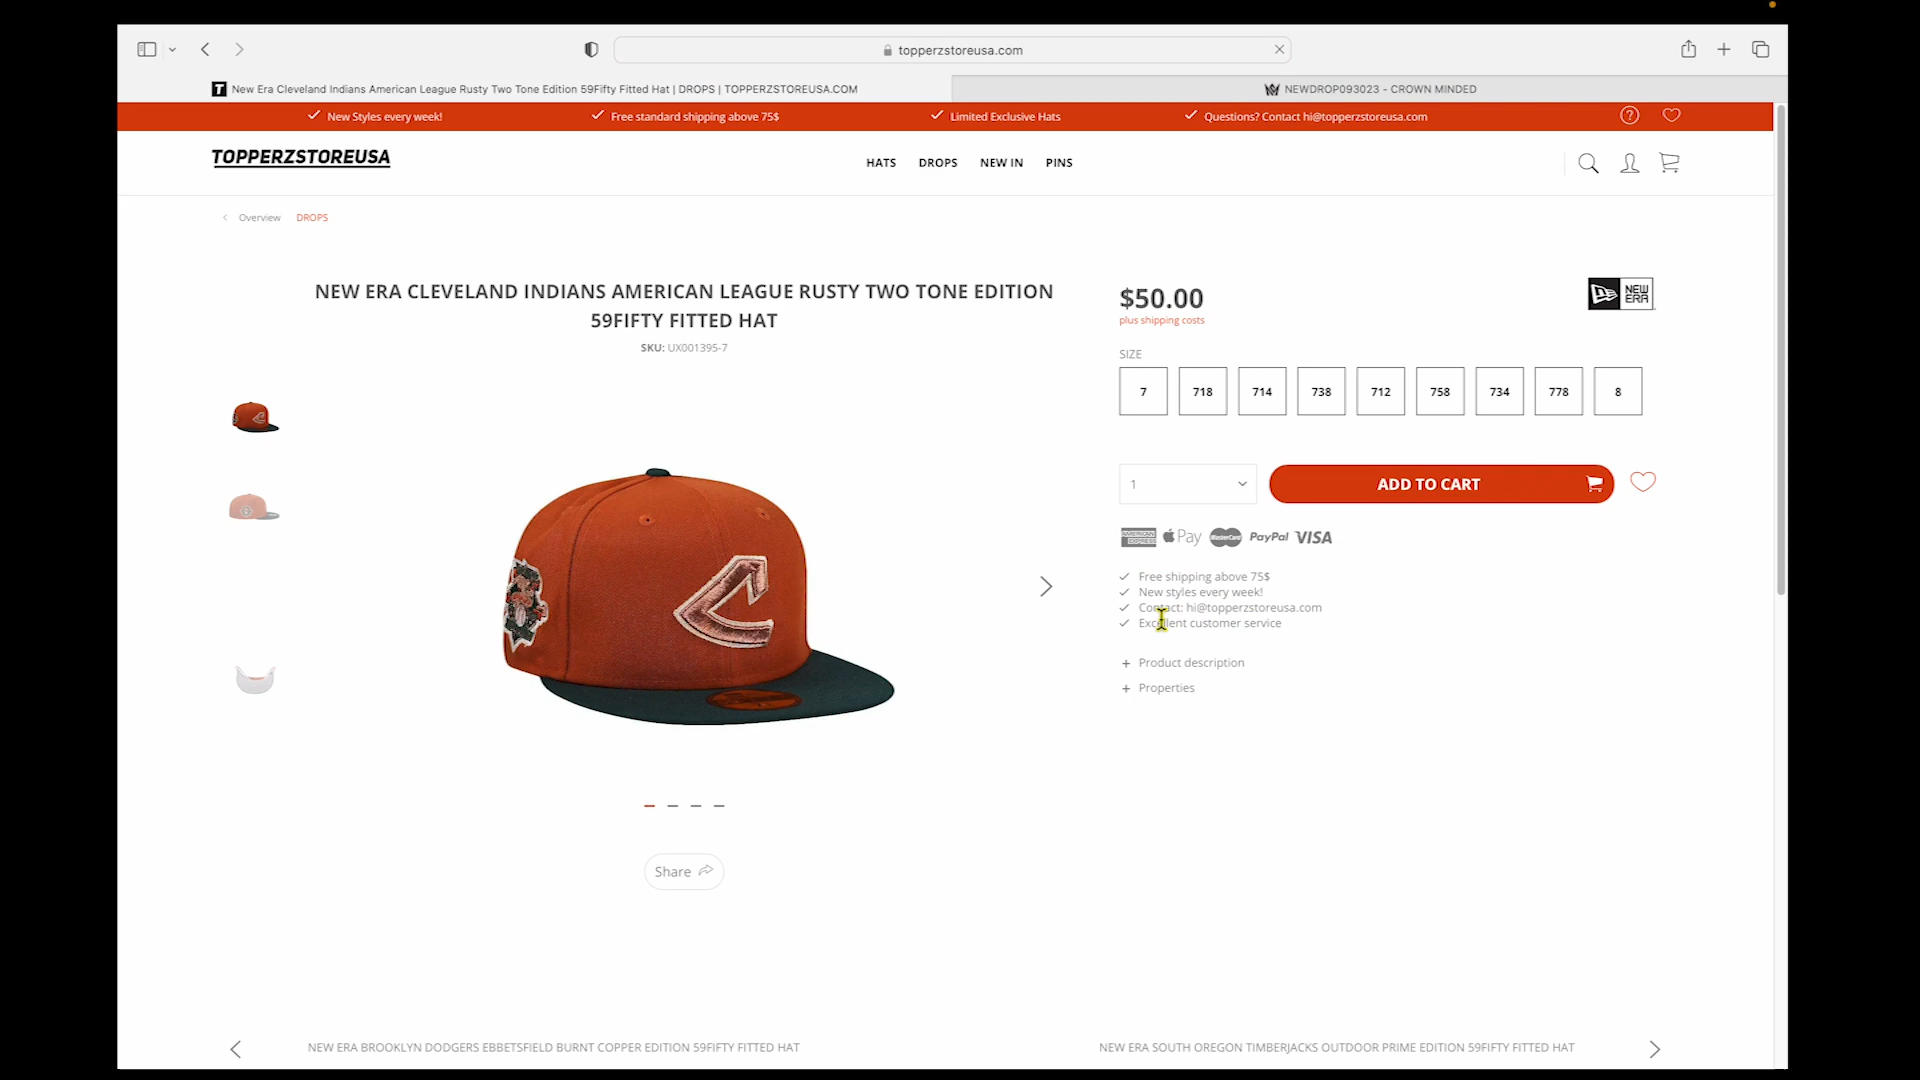 topperzstoreusa.com
New Era Cleveland Indians American League Rusty Two Tone Edition 59Fifty Fitted Hat | DROPS | TOPPERZSTOREUSA.COM
NEWDROP093023 - CROWN MINDED
New Styles every week!
Free standard shipping above 75$
Limited Exclusive Hats
Questions? Contact hi@topperzstoreusa.com
TOPPERZSTOREUSA
HATS
DROPS
NEW IN
PINS
Overview
DROPS
NEW ERA CLEVELAND INDIANS AMERICAN LEAGUE RUSTY TWO TONE EDITION
59FIFTY FITTED HAT
SKU: UX001395-7
$50.00
plus shipping costs
NEW
ERA
SIZE
7
718
714
738
712
758
734
778
8
1
ADD TO CART
AMERICAN
EXPRESS
Pay
MasterCard
PayPal
VISA
Free shipping above 75$
New styles every week!
Contact: hi@topperzstoreusa.com
Excellent customer service
+ Product description
+ Properties
C
Share
NEW ERA BROOKLYN DODGERS EBBETSFIELD BURNT COPPER EDITION 59FIFTY FITTED HAT
NEW ERA SOUTH OREGON TIMBERJACKS OUTDOOR PRIME EDITION 59FIFTY FITTED HAT